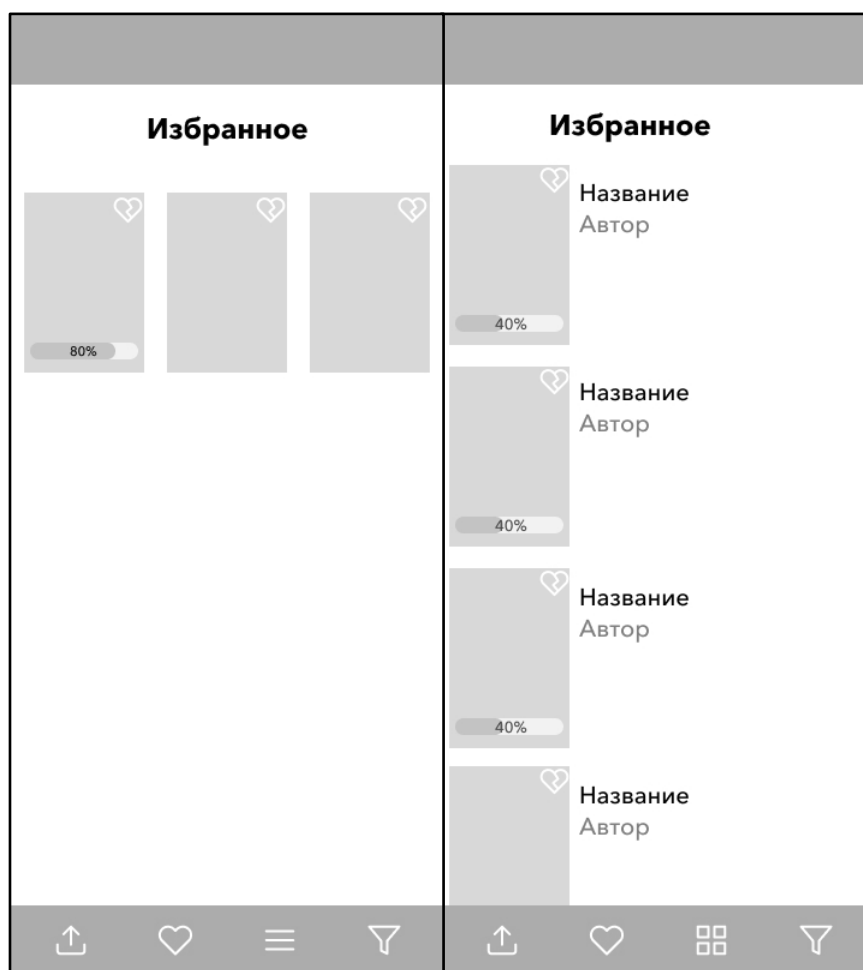 Избранное
80%
Избранное
Название
Автор
40%
Название
Автор
40%
Название
Автор
40%
Название
Автор